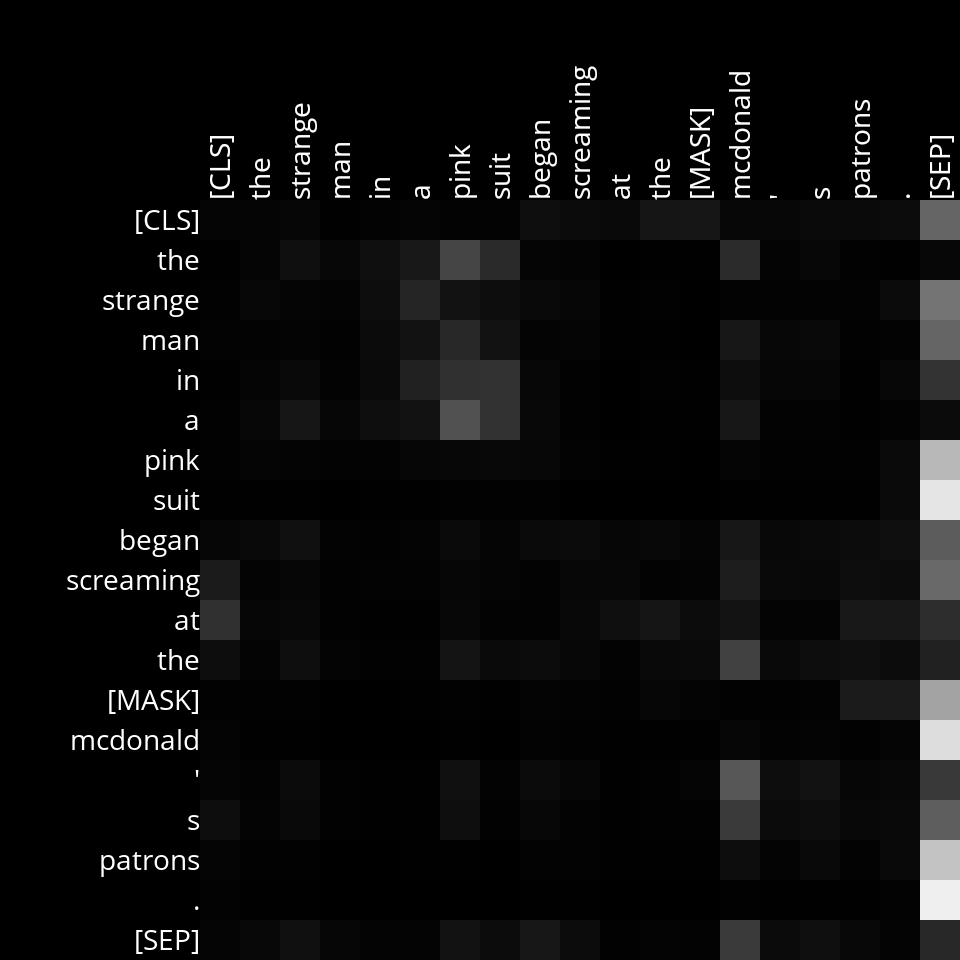 [CLS] the strange man in a pink suit began screaming at the [MASK] mcdonald ' s patrons . [SEP]
[CLS]
the
strange
man
in
a
pink
suit
began
screaming
at
the
[MASK]
mcdonald
'
s
patrons
.
[SEP]